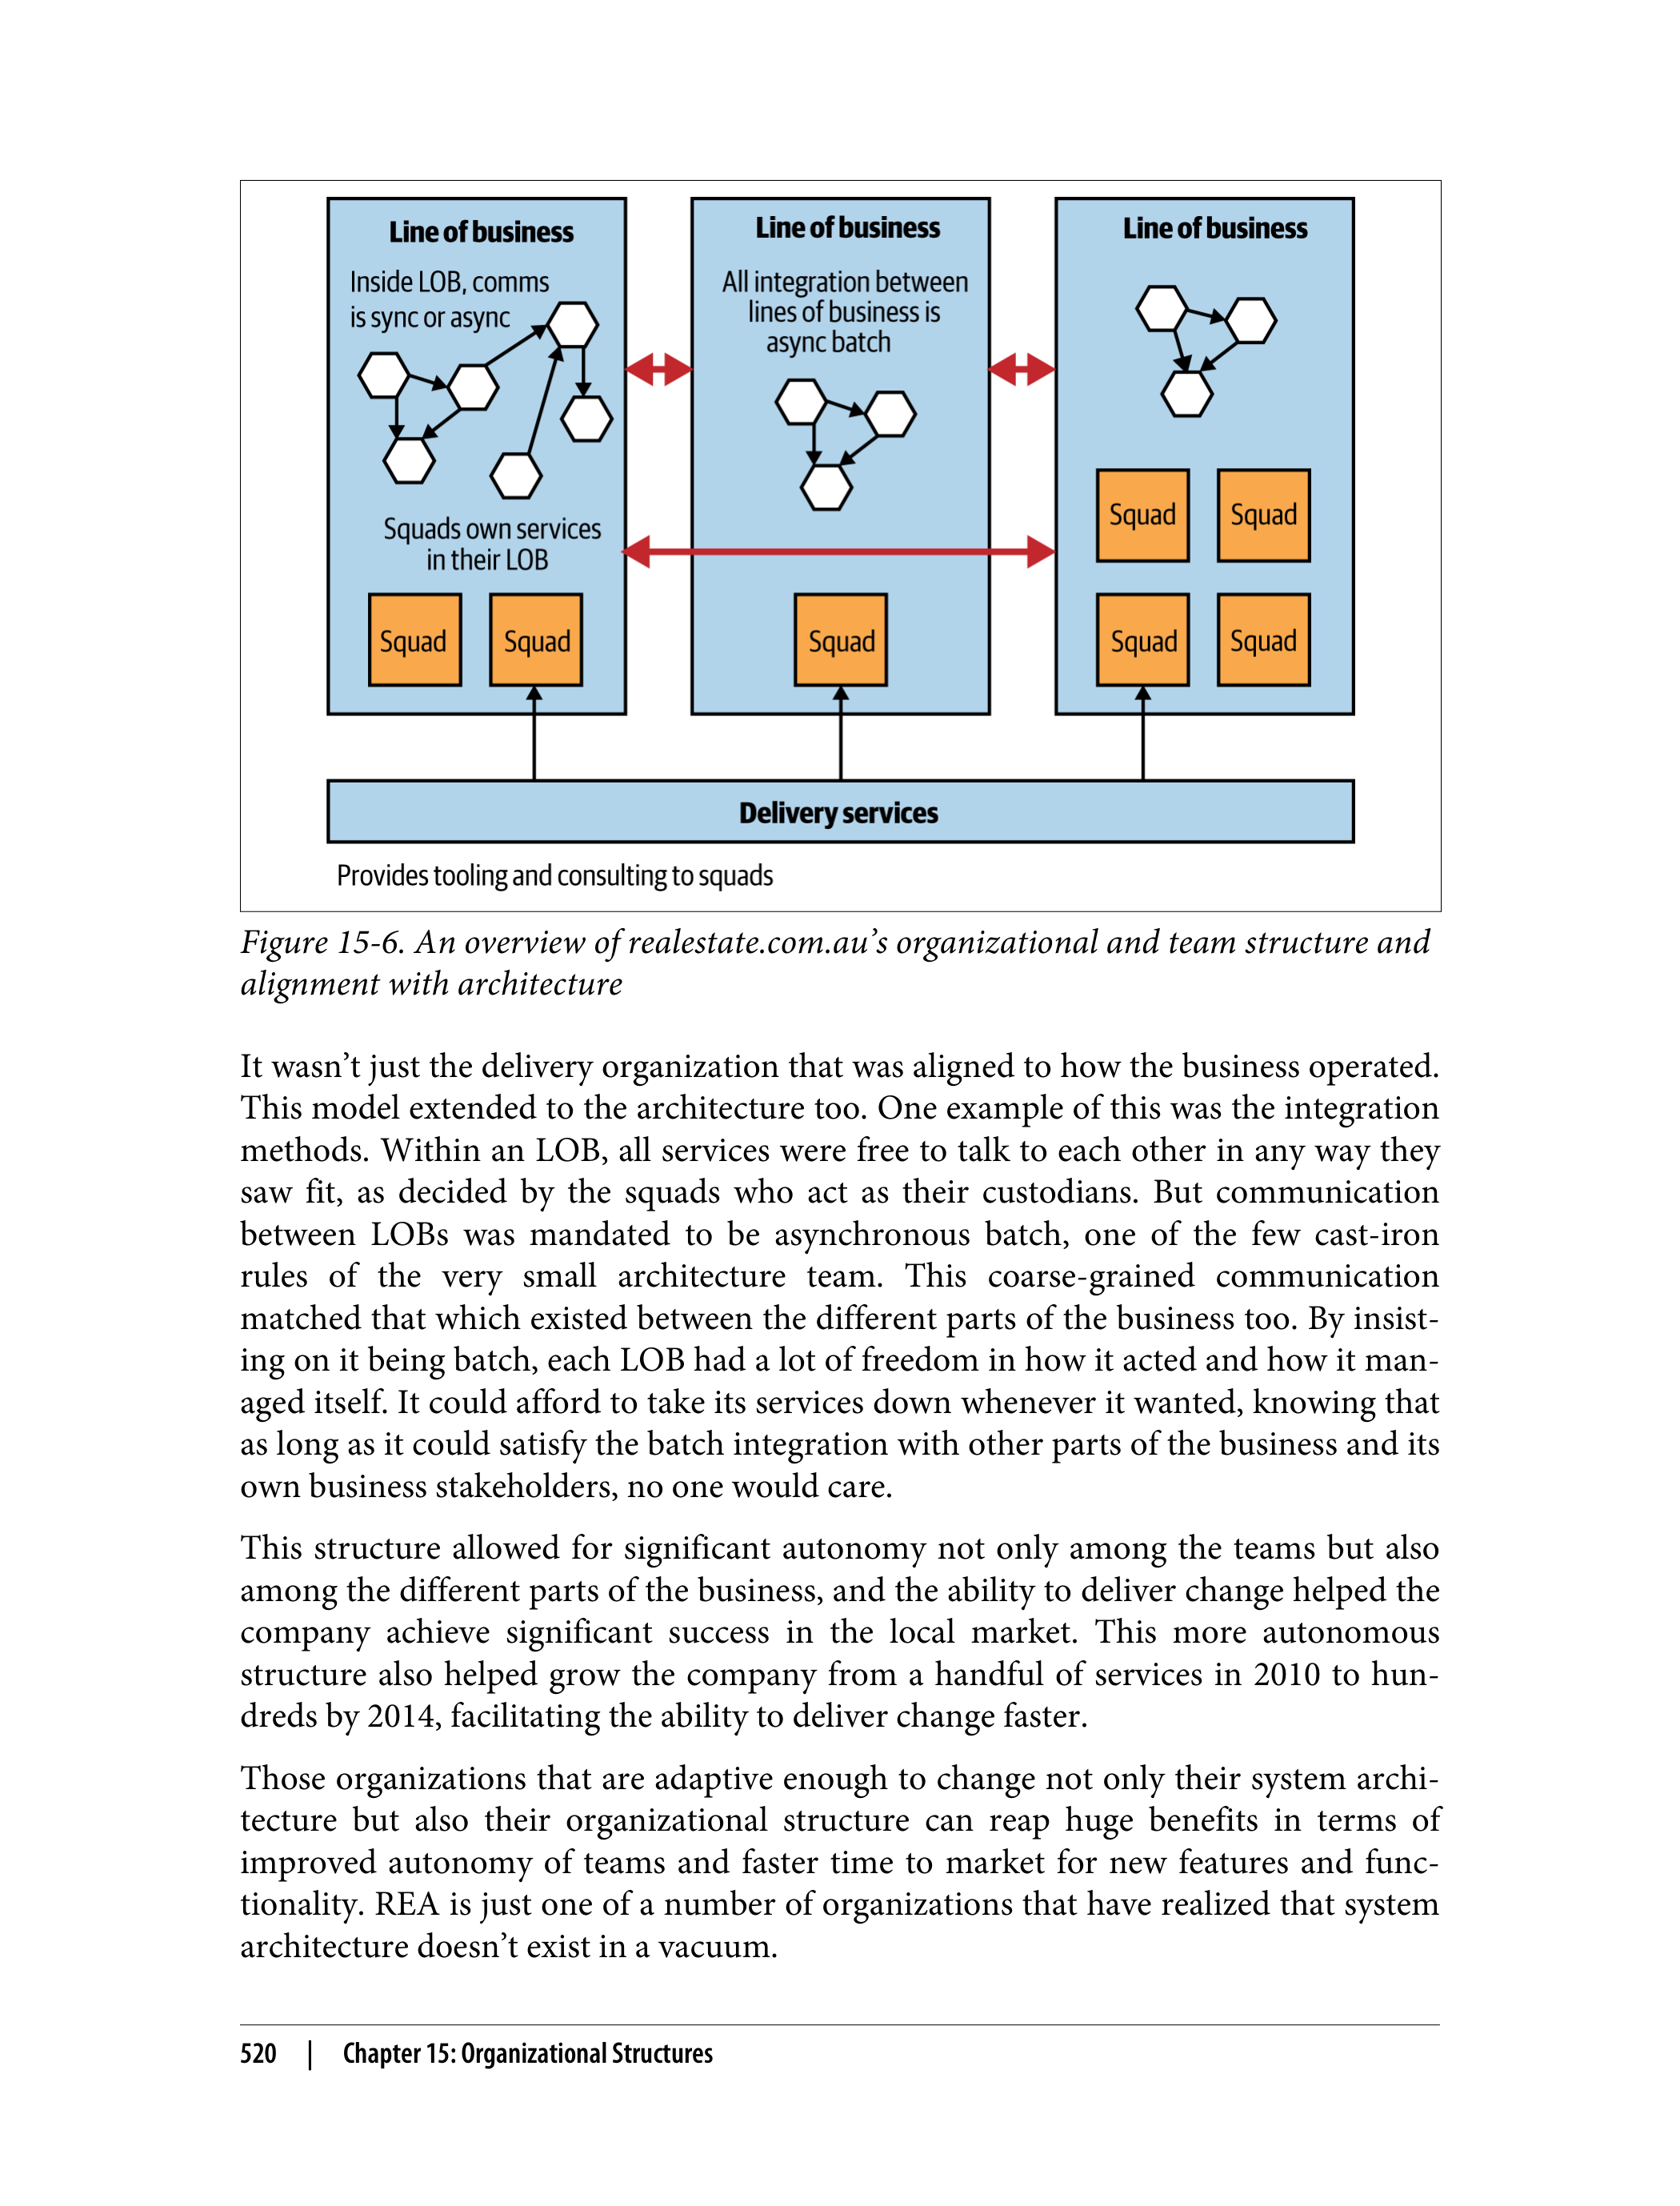 Line of business
Inside LOB, comms
is sync or async
Squads own services
in their LOB
Squad
Squad
Line of business
All integration between
lines of business is
async batch
Squad
Line of business
Squad
Squad
Squad
Squad
Delivery services
Provides tooling and consulting to squads
Figure 15-6. An overview of realestate.com.au’s organizational and team structure and
alignment with architecture
It wasn’t just the delivery organization that was aligned to how the business operated.
This model extended to the architecture too. One example of this was the integration
methods. Within an LOB, all services were free to talk to each other in any way they
saw fit, as decided by the squads who act as their custodians. But communication
between LOBs was mandated to be asynchronous batch, one of the few cast-iron
rules of the very small architecture team. This coarse-grained communication
matched that which existed between the different parts of the business too. By insist-
ing on it being batch, each LOB had a lot of freedom in how it acted and how it man-
aged itself. It could afford to take its services down whenever it wanted, knowing that
as long as it could satisfy the batch integration with other parts of the business and its
own business stakeholders, no one would care.
This structure allowed for significant autonomy not only among the teams but also
among the different parts of the business, and the ability to deliver change helped the
company achieve significant success in the local market. This more autonomous
structure also helped grow the company from a handful of services in 2010 to hun-
dreds by 2014, facilitating the ability to deliver change faster.
Those organizations that are adaptive enough to change not only their system archi-
tecture but also their organizational structure can reap huge benefits in terms of
improved autonomy of teams and faster time to market for new features and func-
tionality. REA is just one of a number of organizations that have realized that system
architecture doesn’t exist in a vacuum.
520 | Chapter 15: Organizational Structures